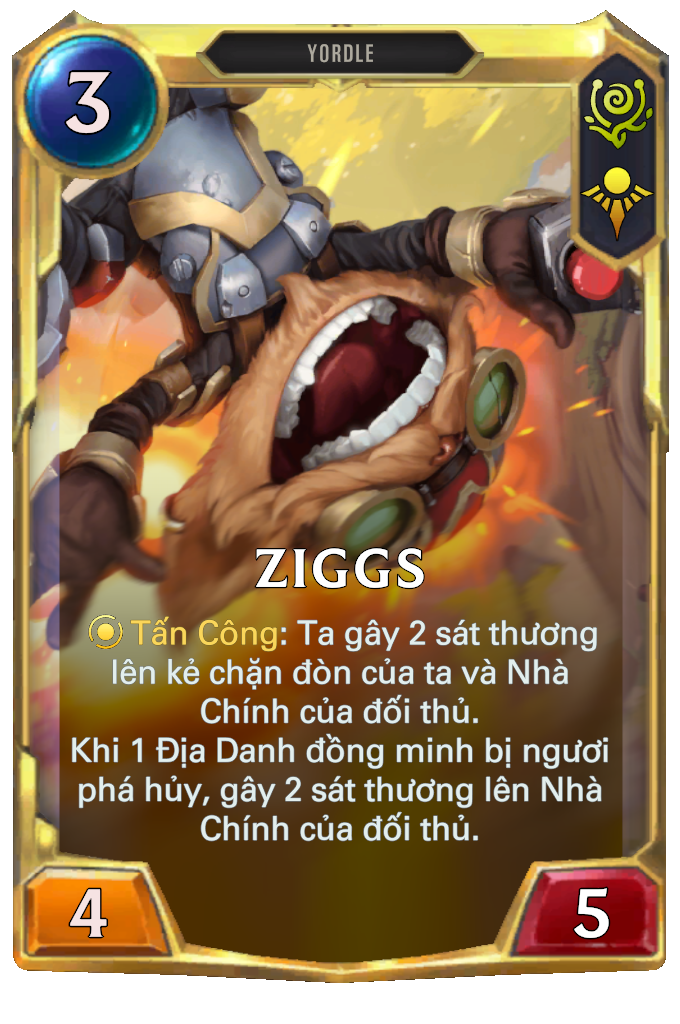 3
YORDLE
ZIGGS
Tấn Công: Ta gây 2 sát thương
lên kẻ chặn đòn của ta và Nhà
Chính của đối thủ.
Khi 1 Địa Danh đồng minh bị ngươi
phá hủy, gây 2 sát thương lên Nhà
Chính của đối thủ.
4
5